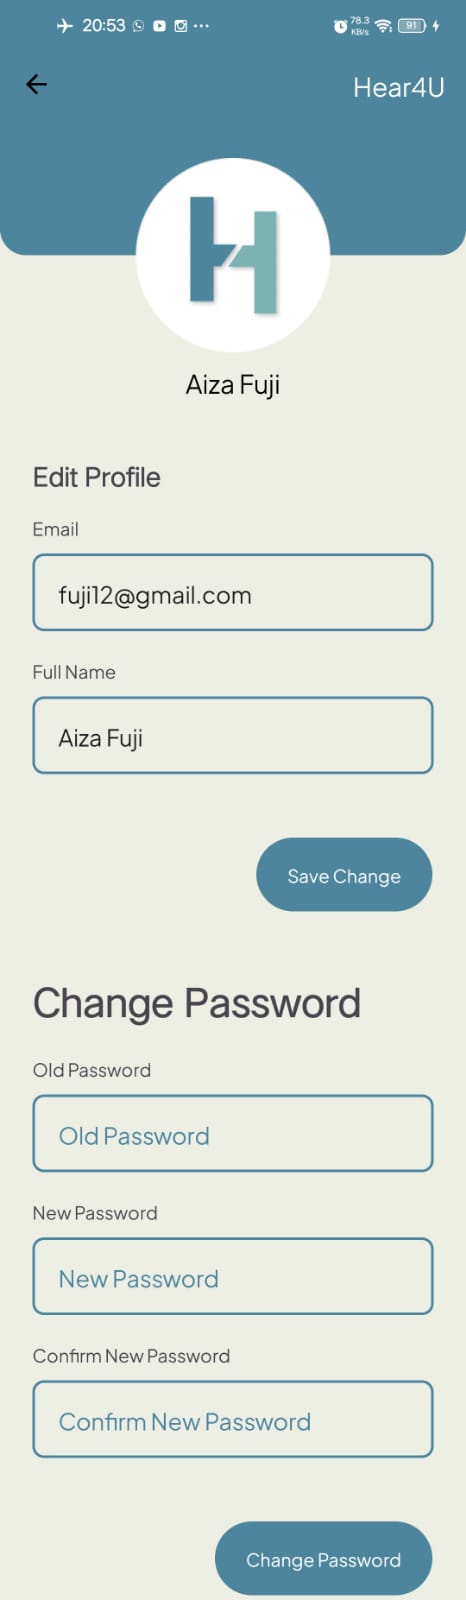 20:53 ... 78.3 KB/s 91
Hear4U
Aiza Fuji
Edit Profile
Email
fuji12@gmail.com
Full Name
Aiza Fuji
Save Change
Change Password
Old Password
Old Password
New Password
New Password
Confirm New Password
Confirm New Password
Change Password